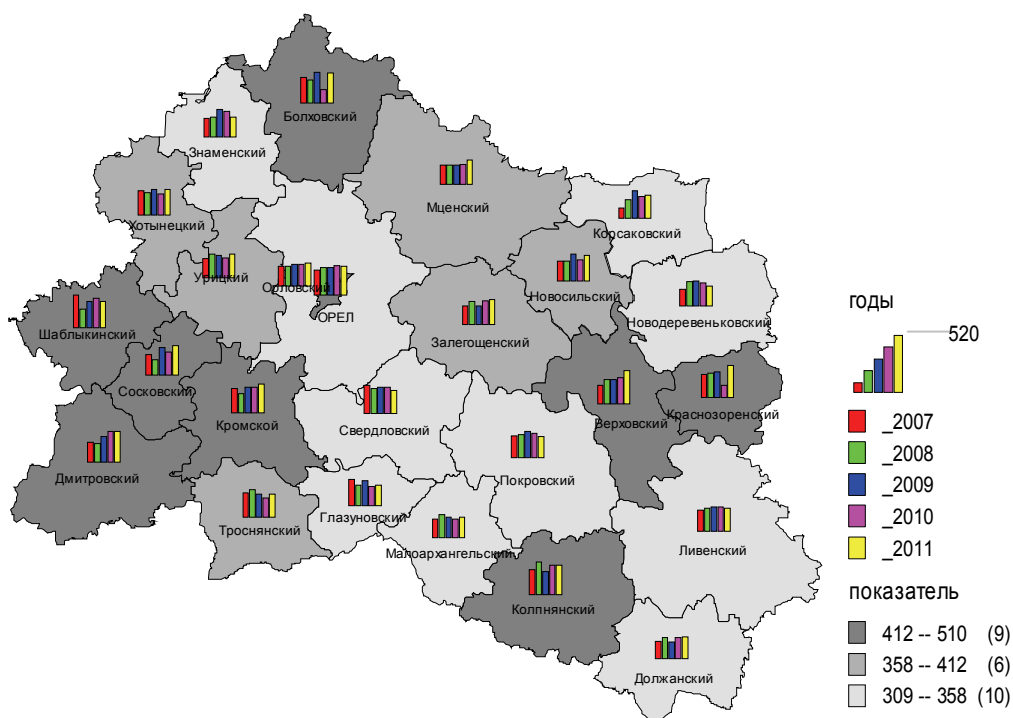 Болховский
Знаменский
Мценский
Корсаковский
Хотынецкий
Урицкий
Орловский
ОРЕЛ
Новосильский
Новодеревеньковский
Шаблыкинский
Залегощенский
Сосковский
Кромской
Свердловский
Верховский
Краснозоренский
Дмитровский
Покровский
Троснянский
Глазуновский
Малоархангельский
Ливенский
Колпнянский
Должанский
годы
520
_2007
_2008
_2009
_2010
_2011
показатель
412 -- 510 (9)
358 -- 412 (6)
309 -- 358 (10)